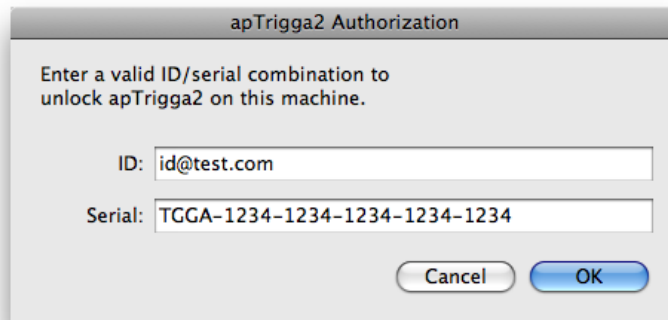 apTrigga2 Authorization
Enter a valid ID/serial combination to
unlock apTrigga2 on this machine.
ID: id@test.com
Serial: TGGA-1234-1234-1234-1234-1234
Cancel OK